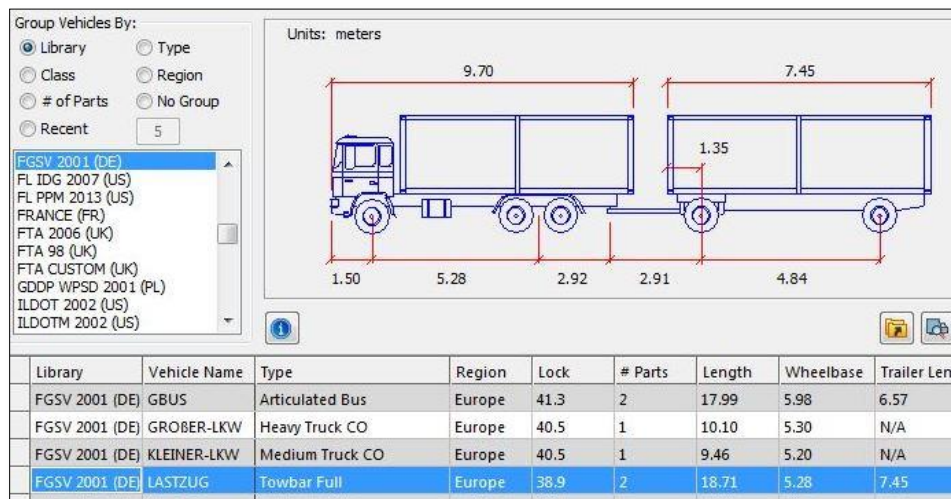 Group Vehicles By:
Library Type
Class Region
# of Parts No Group
Recent 5
FGSV 2001 (DE)
FL IDG 2007 (US)
FL PPM 2013 (US)
FRANCE (FR)
FTA 2006 (UK)
FTA 98 (UK)
FTA CUSTOM (UK)
GDDP WPSD 2001 (PL)
ILDOT 2002 (US)
ILDOTM 2002 (US)
Units: meters
9.70 7.45
1.35
1.50 5.28 2.92 2.91 4.84
Library Vehicle Name Type Region Lock # Parts Length Wheelbase Trailer Len
FGSV 2001 (DE) GBUS Articulated Bus Europe 41.3 2 17.99 5.98 6.57
FGSV 2001 (DE) GROßER-LKW Heavy Truck CO Europe 40.5 1 10.10 5.30 N/A
FGSV 2001 (DE) KLEINER-LKW Medium Truck CO Europe 40.5 1 9.46 5.20 N/A
FGSV 2001 (DE) LASTZUG Towbar Full Europe 38.9 2 18.71 5.28 7.45